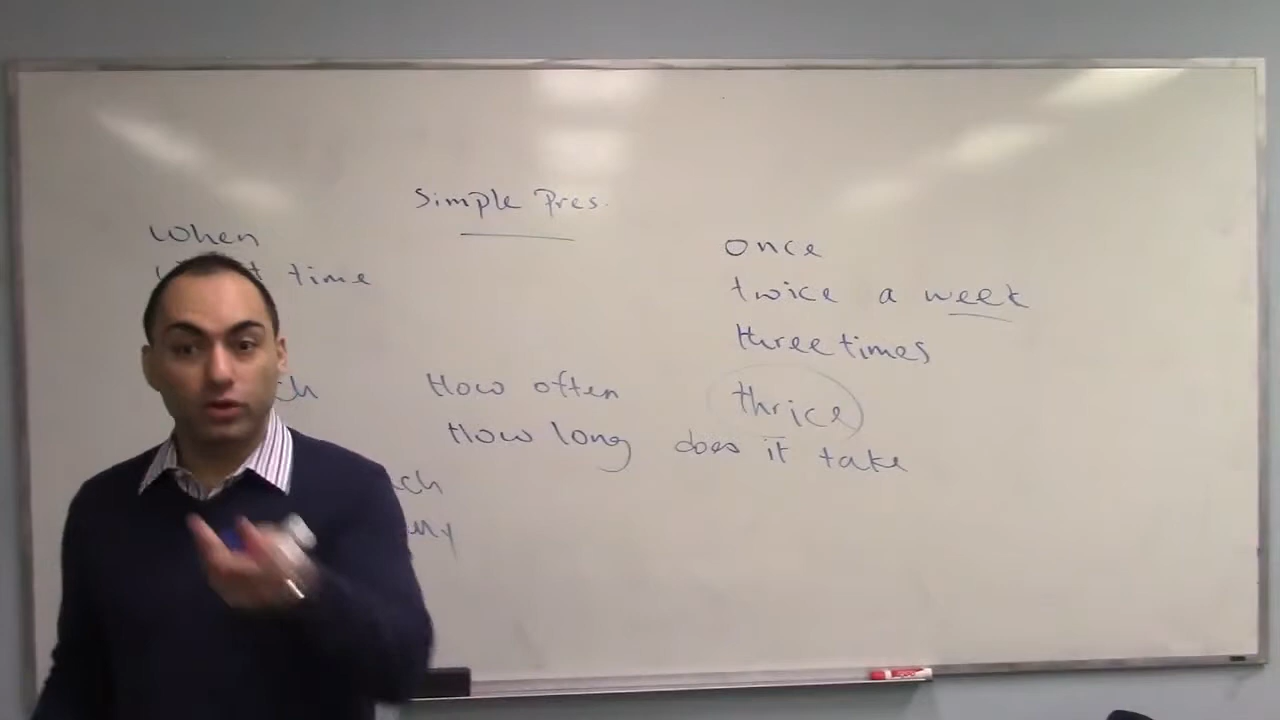 Simple Pres.
When
time
How often
How long does it take
once
twice a week
three times
thrice